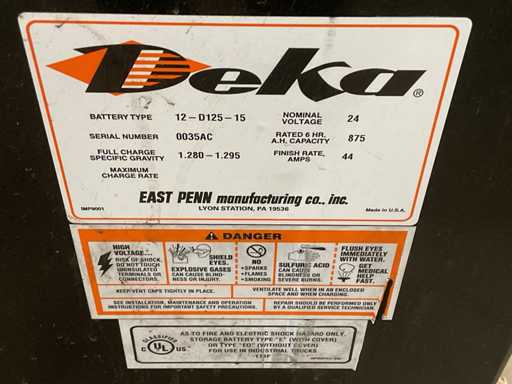 Deka®
BATTERY TYPE 12-D125-15 NOMINAL VOLTAGE 24
SERIAL NUMBER 0035AC RATED 6 HR. A.H. CAPACITY 875
FULL CHARGE SPECIFIC GRAVITY 1.280-1.295 FINISH RATE, AMPS 44
MAXIMUM CHARGE RATE
EAST PENN manufacturing co., inc.
LYON STATION, PA 19536
Made in U.S.A.
DANGER
HIGH VOLTAGE...
RISK OF SHOCK.
DO NOT TOUCH
UNINSULATED
TERMINALS OR
CONNECTORS.
SHIELD EYES.
EXPLOSIVE GASES
CAN CAUSE BLIND-
NESS OR INJURY.
NO
•SPARKS
•FLAMES
•SMOKING
SULFURIC ACID
CAN CAUSE
BLINDNESS OR
SEVERE BURNS.
FLUSH EYES
IMMEDIATELY
WITH WATER.
GET
MEDICAL
HELP
FAST.
KEEP VENT CAPS TIGHTLY IN PLACE.
VENTILATE WELL WHEN IN AN ENCLOSED
SPACE AND WHEN CHARGING.
SEE INSTALLATION, MAINTENANCE AND OPERATION
INSTRUCTIONS FOR IMPORTANT SAFETY PRECAUTIONS.
REPAIR SHOULD BE PERFORMED ONLY
BY A QUALIFIED SERVICE TECHNICIAN.
CLASSIFIED
C UL US
AS TO FIRE AND ELECTRIC SHOCK HAZARD ONLY.
STORAGE BATTERY TYPE "E" (WITH COVER)
OR TYPE "EO" (WITHOUT COVER)
FOR USE IN INDUSTRIAL TRUCKS